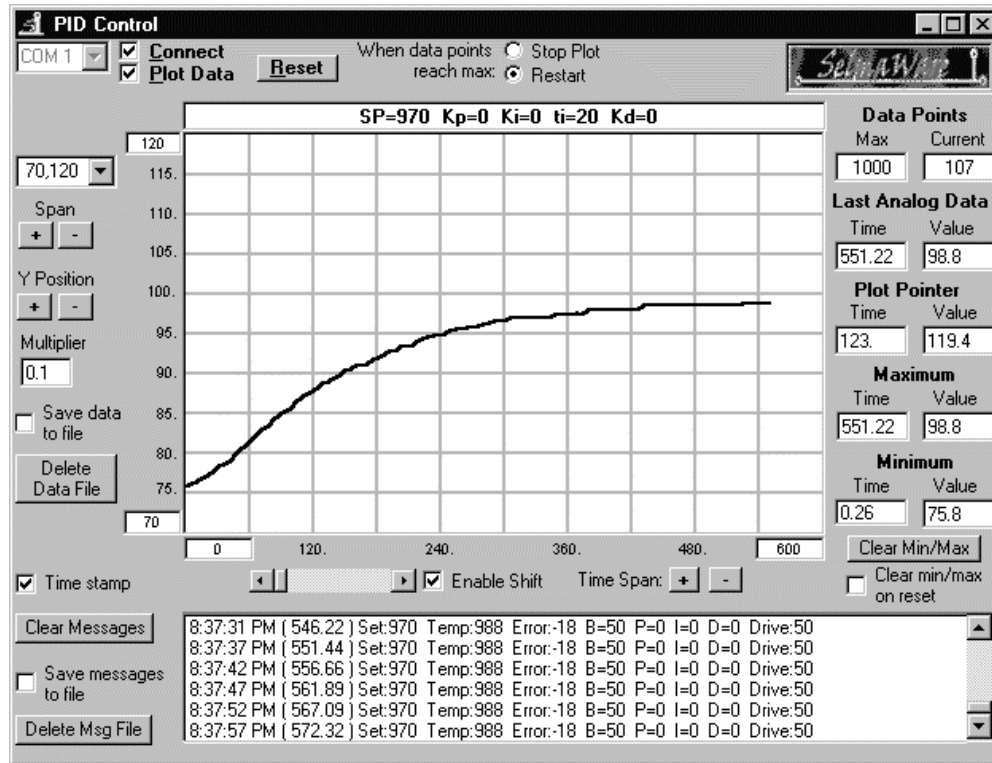 PID Control
COM 1
Connect
Plot Data
Reset
When data points reach max:
Stop Plot
Restart
SelmaWare
SP=970 Kp=0 Ki=0 ti=20 Kd=0
70,120
Span
+ -
Y Position
+ -
Multiplier
0.1
Save data to file
Delete Data File
120
115.
110.
105.
100.
95.
90.
85.
80.
75.
70
0 120. 240. 360. 480. 600
Data Points
Max Current
1000 107
Last Analog Data
Time Value
551.22 98.8
Plot Pointer
Time Value
123. 119.4
Maximum
Time Value
551.22 98.8
Minimum
Time Value
0.26 75.8
Clear Min/Max
Clear min/max on reset
Time stamp
Enable Shift
Time Span: + -
Clear Messages
Save messages to file
Delete Msg File
8:37:31 PM ( 546.22 ) Set:970 Temp:988 Error:-18 B=50 P=0 I=0 D=0 Drive:50
8:37:37 PM ( 551.44 ) Set:970 Temp:988 Error:-18 B=50 P=0 I=0 D=0 Drive:50
8:37:42 PM ( 556.66 ) Set:970 Temp:988 Error:-18 B=50 P=0 I=0 D=0 Drive:50
8:37:47 PM ( 561.89 ) Set:970 Temp:988 Error:-18 B=50 P=0 I=0 D=0 Drive:50
8:37:52 PM ( 567.09 ) Set:970 Temp:988 Error:-18 B=50 P=0 I=0 D=0 Drive:50
8:37:57 PM ( 572.32 ) Set:970 Temp:988 Error:-18 B=50 P=0 I=0 D=0 Drive:50